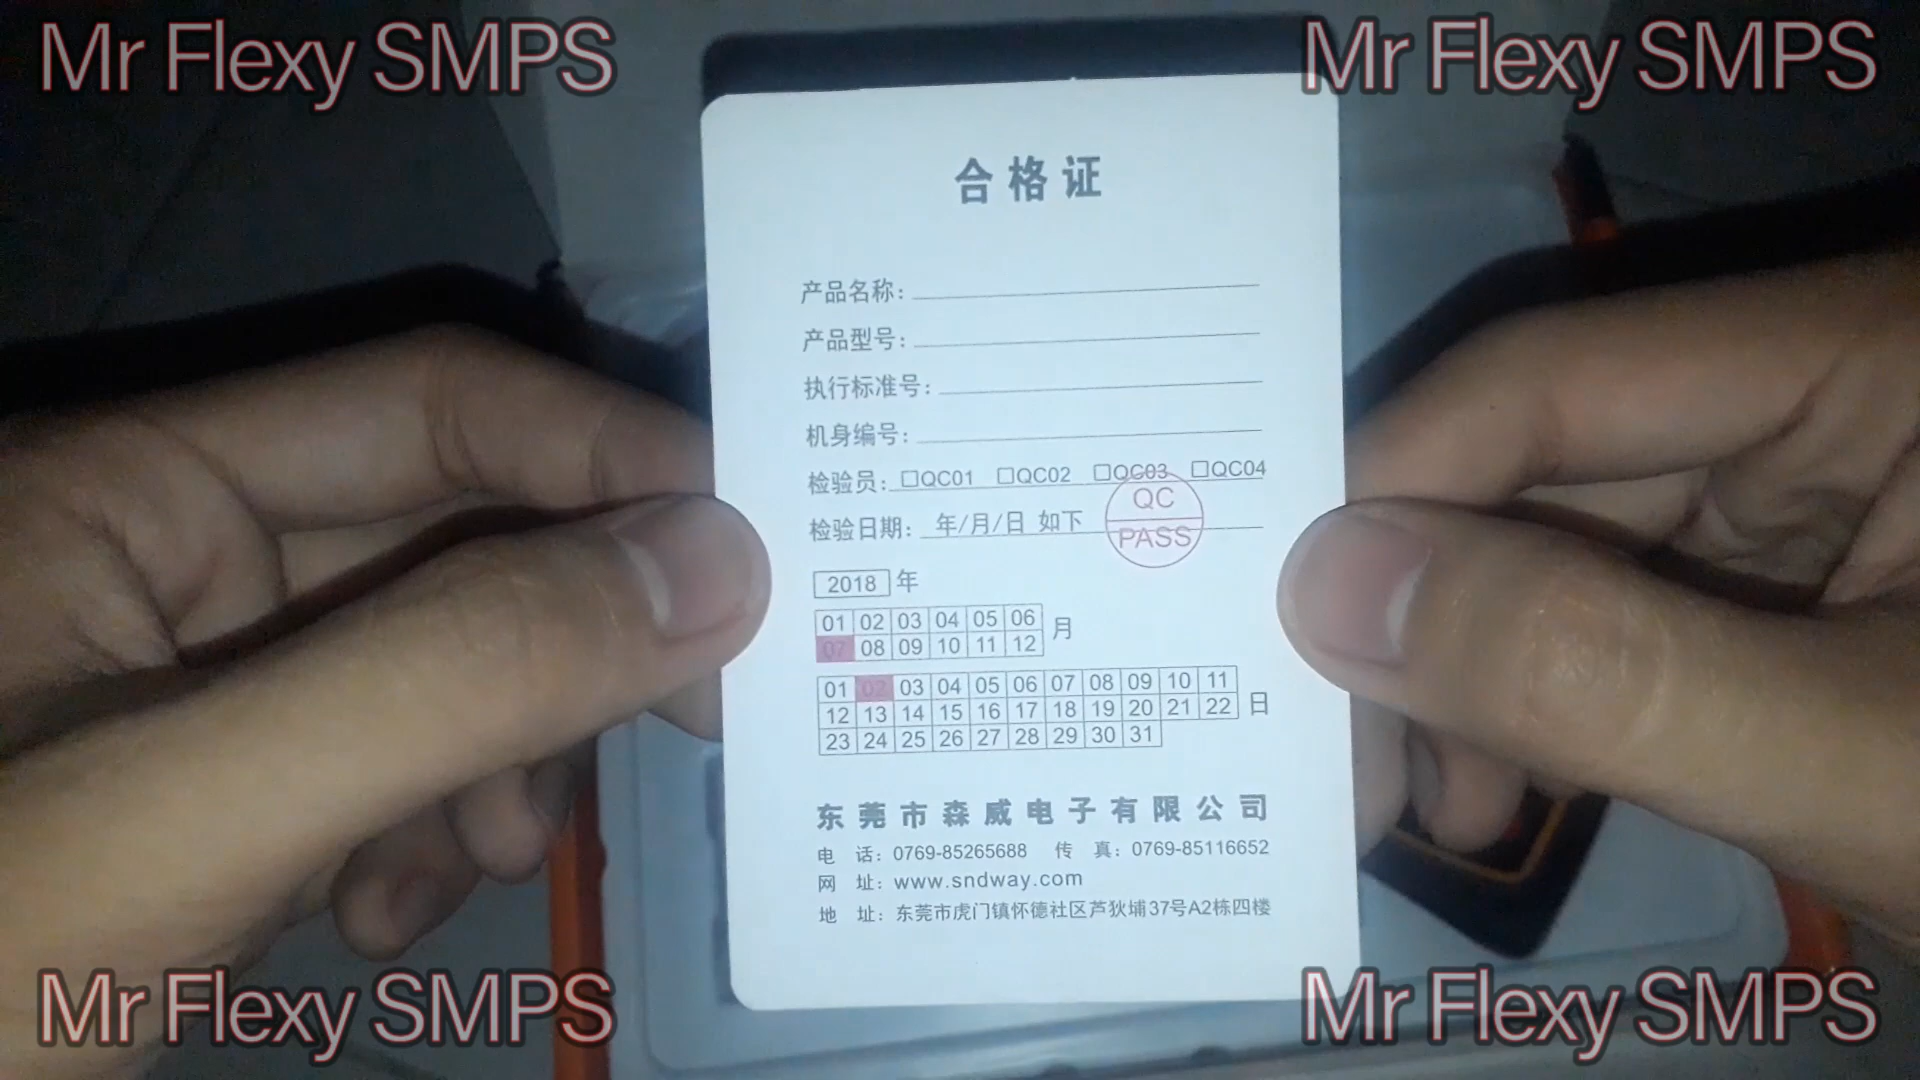 Mr Flexy SMPS
Mr Flexy SMPS
合格证
产品名称：
产品型号：
执行标准号：
机身编号：
检验员： □QC01 □QC02 □QC03 □QC04
检验日期： 年/月/日 如下
QC
PASS
2018 年
01 02 03 04 05 06
07 08 09 10 11 12 月
01 02 03 04 05 06 07 08 09 10 11
12 13 14 15 16 17 18 19 20 21 22 日
23 24 25 26 27 28 29 30 31
东莞市森威电子有限公司
电 话：0769-85265688 传 真：0769-85116652
网 址：www.sndway.com
地 址：东莞市虎门镇怀德社区芦狄埔37号A2栋四楼
Mr Flexy SMPS
Mr Flexy SMPS